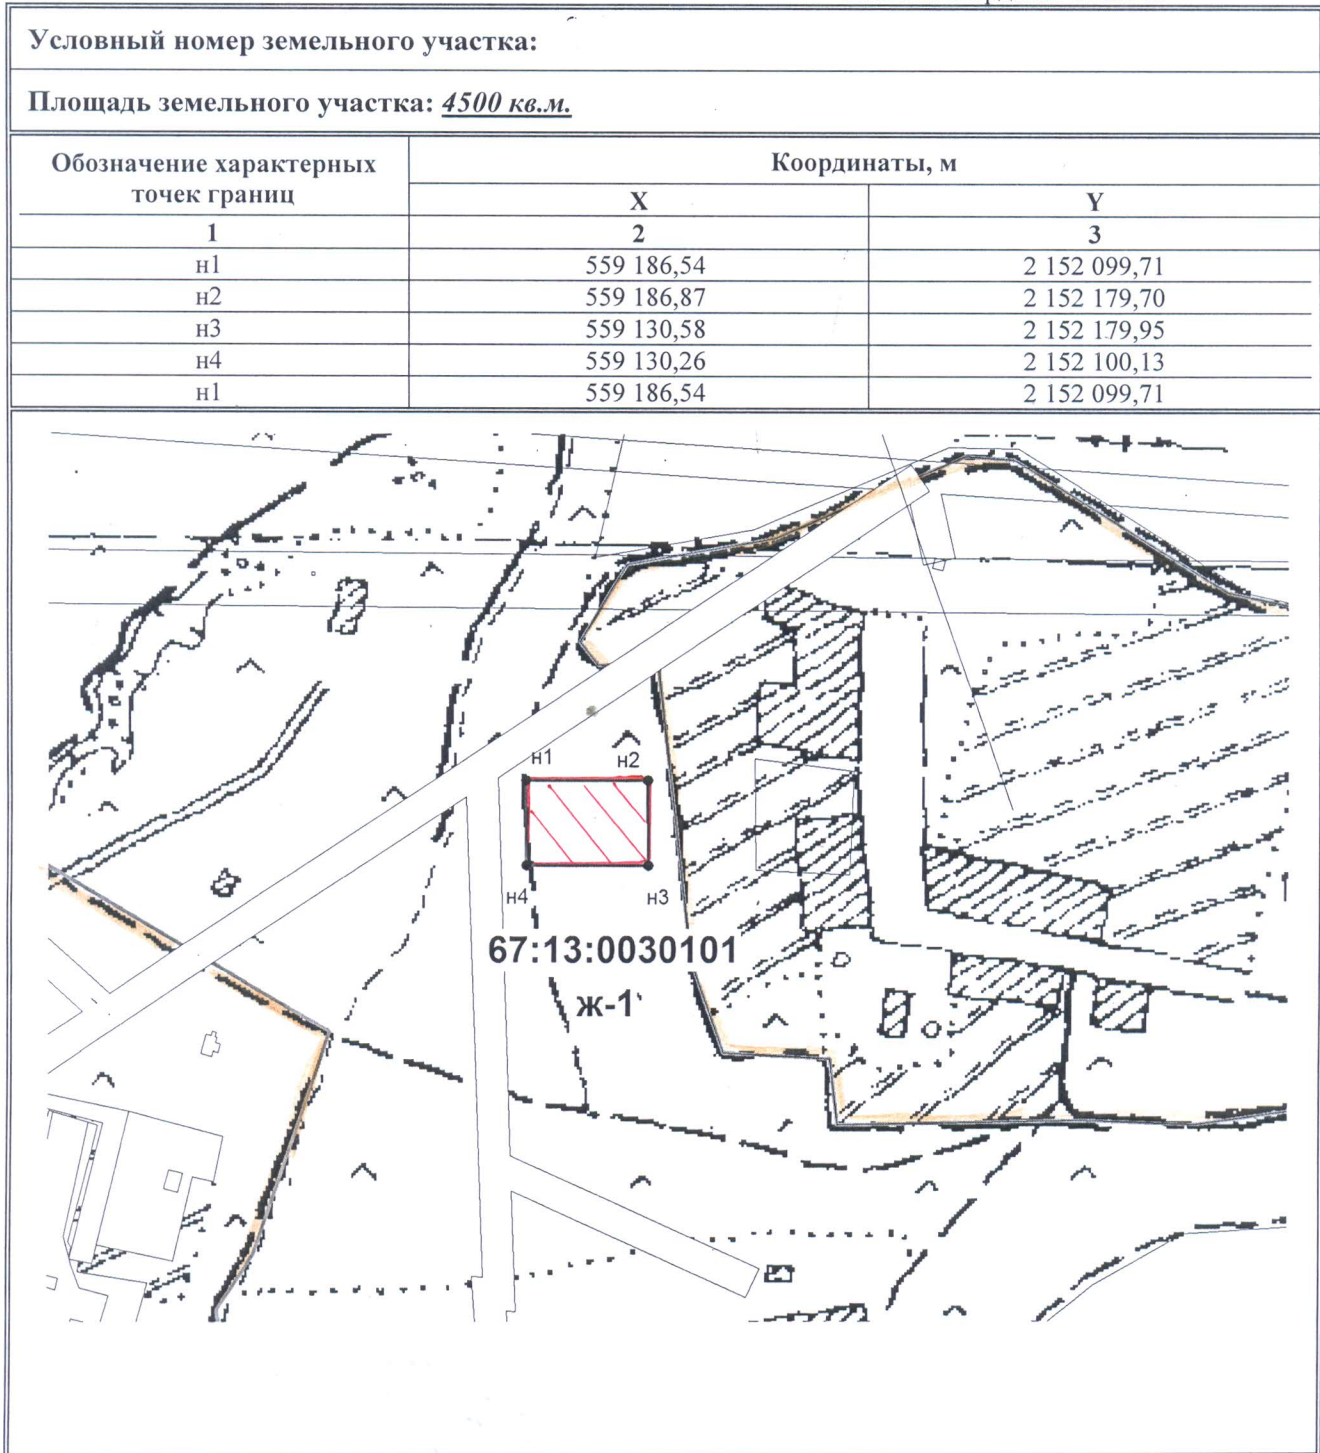 Условный номер земельного участка:
Площадь земельного участка: 4500 кв.м.
Обозначение характерных точек границ | Координаты, м
X | Y
1 | 2 | 3
н1 | 559 186,54 | 2 152 099,71
н2 | 559 186,87 | 2 152 179,70
н3 | 559 130,58 | 2 152 179,95
н4 | 559 130,26 | 2 152 100,13
н1 | 559 186,54 | 2 152 099,71
н1 н2
н4 н3
67:13:0030101
ж-1